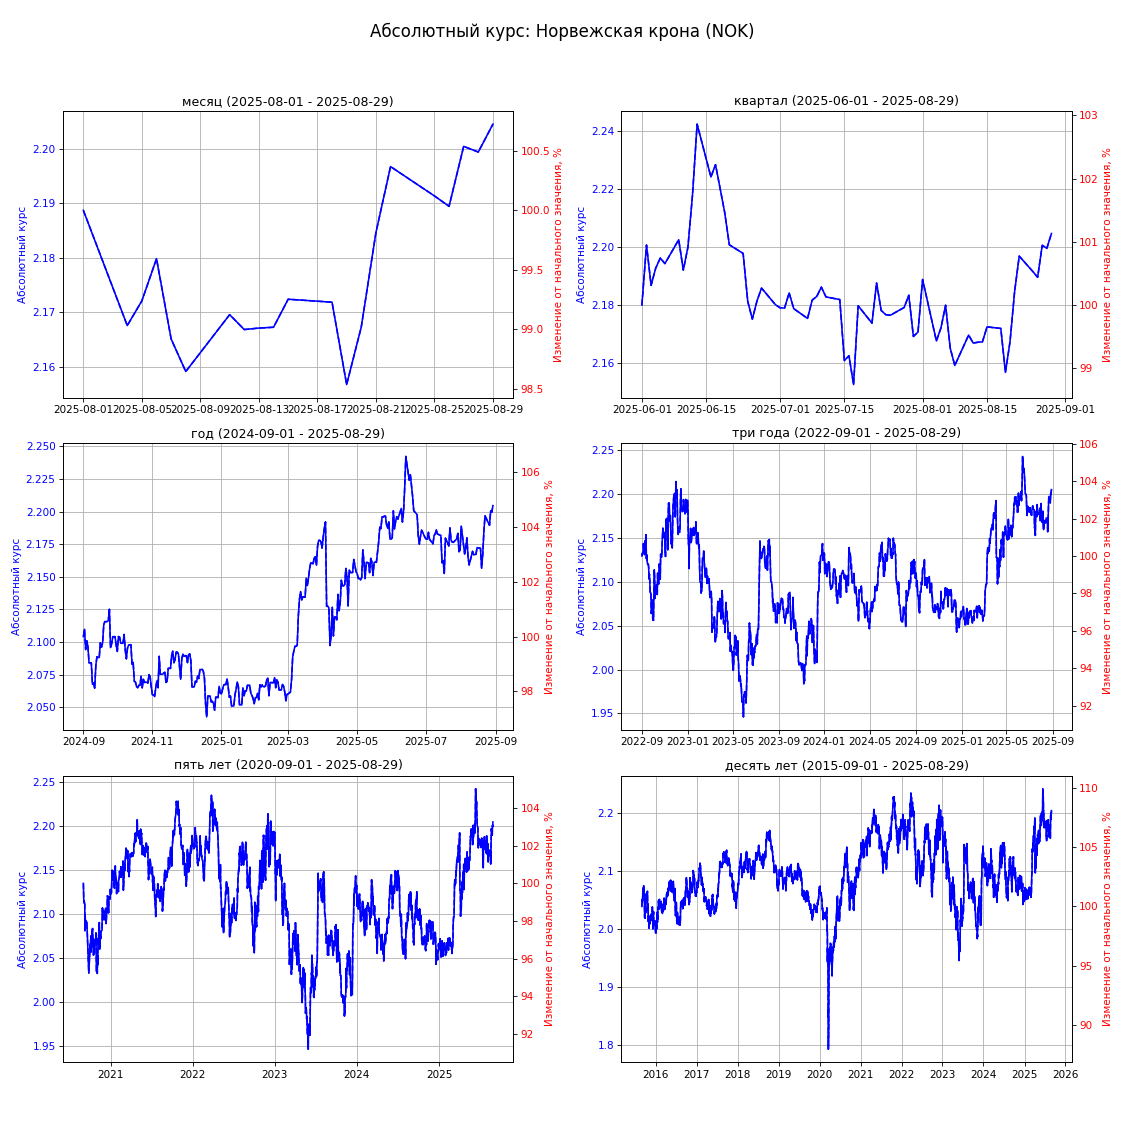 Абсолютный курс: Норвежская крона (NOK)
месяц (2025-08-01 - 2025-08-29)
Абсолютный курс
2.20
2.19
2.18
2.17
2.16
100.5
100.0
99.5
99.0
98.5
Изменение от начального значения, %
2025-08-01 2025-08-05 2025-08-09 2025-08-13 2025-08-17 2025-08-21 2025-08-25 2025-08-29
квартал (2025-06-01 - 2025-08-29)
Абсолютный курс
2.24
2.22
2.20
2.18
2.16
103
102
101
100
99
Изменение от начального значения, %
2025-06-01 2025-06-15 2025-07-01 2025-07-15 2025-08-01 2025-08-15 2025-09-01
год (2024-09-01 - 2025-08-29)
Абсолютный курс
2.250
2.225
2.200
2.175
2.150
2.125
2.100
2.075
2.050
106
104
102
100
98
Изменение от начального значения, %
2024-09 2024-11 2025-01 2025-03 2025-05 2025-07 2025-09
три года (2022-09-01 - 2025-08-29)
Абсолютный курс
2.25
2.20
2.15
2.10
2.05
2.00
1.95
106
104
102
100
98
96
94
92
Изменение от начального значения, %
2022-09 2023-01 2023-05 2023-09 2024-01 2024-05 2024-09 2025-01 2025-05 2025-09
пять лет (2020-09-01 - 2025-08-29)
Абсолютный курс
2.25
2.20
2.15
2.10
2.05
2.00
1.95
104
102
100
98
96
94
92
Изменение от начального значения, %
2021 2022 2023 2024 2025
десять лет (2015-09-01 - 2025-08-29)
Абсолютный курс
2.2
2.1
2.0
1.9
1.8
110
105
100
95
90
Изменение от начального значения, %
2016 2017 2018 2019 2020 2021 2022 2023 2024 2025 2026